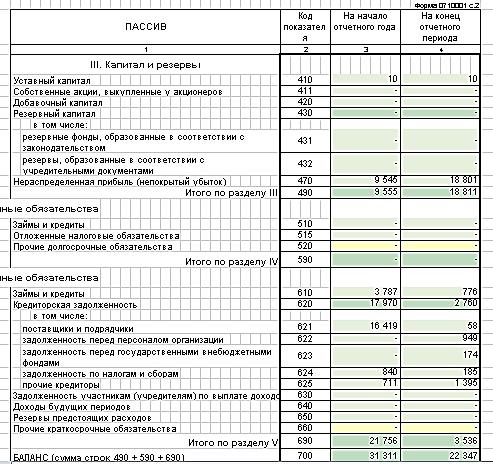 Форма 0710001 с.2
ПАССИВ Код показателя На начало отчетного года На конец отчетного периода
1 2 3 4
III. Капитал и резервы
Уставный капитал 410 10 10
Собственные акции, выкупленные у акционеров 411 - -
Добавочный капитал 420 - -
Резервный капитал 430 - -
в том числе:
резервные фонды, образованные в соответствии с
законодательством 431 - -
резервы, образованные в соответствии с
учредительными документами 432 - -
Нераспределенная прибыль (непокрытый убыток) 470 9 545 18 801
Итого по разделу III 490 9 555 18 811
ные обязательства
Займы и кредиты 510 - -
Отложенные налоговые обязательства 515 - -
Прочие долгосрочные обязательства 520 - -
Итого по разделу IV 590 - -
ные обязательства
Займы и кредиты 610 3 787 776
Кредиторская задолженность 620 17 970 2 760
в том числе:
поставщики и подрядчики 621 16 419 58
задолженность перед персоналом организации 622 - 949
задолженность перед государственными внебюджетными
фондами 623 - 174
задолженность по налогам и сборам 624 840 185
прочие кредиторы 625 711 1 395
Задолженность участникам (учредителям) по выплате доходо 630 - -
Доходы будущих периодов 640 - -
Резервы предстоящих расходов 650 - -
Прочие краткосрочные обязательства 660 - -
Итого по разделу V 690 21 756 3 536
БАЛАНС (сумма строк 490 + 590 + 690) 700 31 311 22 347